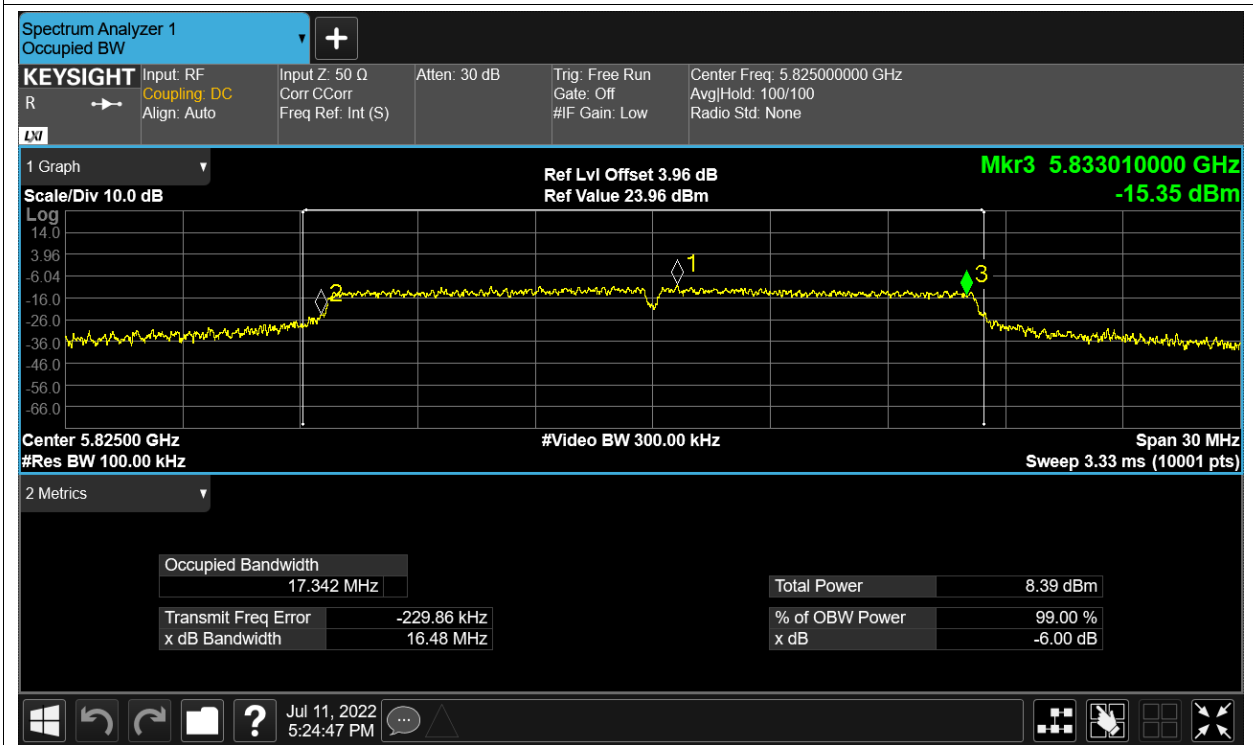 Spectrum Analyzer 1
Occupied BW
KEYSIGHT
R
LXI
Input: RF
Coupling: DC
Align: Auto
Input Z: 50 Ω
Corr CCorr
Freq Ref: Int (S)
Atten: 30 dB
Trig: Free Run
Gate: Off
#IF Gain: Low
Center Freq: 5.825000000 GHz
Avg|Hold: 100/100
Radio Std: None
1 Graph
Scale/Div 10.0 dB
Ref Lvl Offset 3.96 dB
Ref Value 23.96 dBm
Mkr3 5.833010000 GHz
-15.35 dBm
Log
14.0
3.96
-6.04
-16.0
-26.0
-36.0
-46.0
-56.0
-66.0
1
2
3
Center 5.82500 GHz
#Video BW 300.00 kHz
Span 30 MHz
#Res BW 100.00 kHz
Sweep 3.33 ms (10001 pts)
2 Metrics
Occupied Bandwidth
17.342 MHz
Transmit Freq Error -229.86 kHz
x dB Bandwidth 16.48 MHz
Total Power 8.39 dBm
% of OBW Power 99.00 %
x dB -6.00 dB
Jul 11, 2022
5:24:47 PM